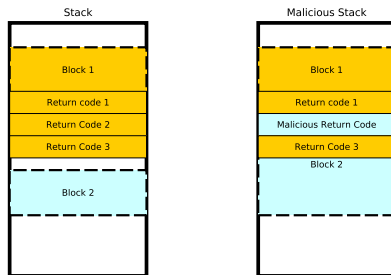 Stack
Block 1
Return code 1
Return Code 2
Return Code 3
Block 2
Malicious Stack
Block 1
Return code 1
Malicious Return Code
Return Code 3
Block 2